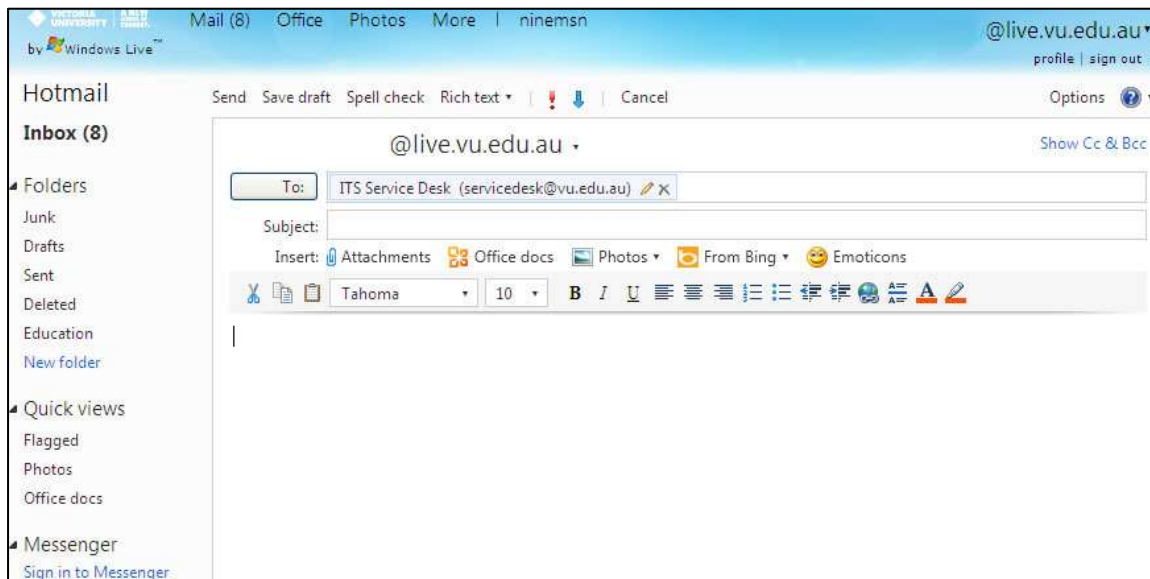 VICTORIA UNIVERSITY | A NEW
Mail (8) Office Photos More | ninemsn
@live.vu.edu.au
by Windows Live™
profile | sign out
Hotmail
Send Save draft Spell check Rich text | Cancel
Options
Inbox (8)
@live.vu.edu.au
Show Cc & Bcc
Folders
To: ITS Service Desk (servicedesk@vu.edu.au)
Junk
Subject:
Drafts
Insert: Attachments Office docs Photos From Bing Emoticons
Sent
Tahoma 10 B I U A
Deleted
Education
New folder
Quick views
Flagged
Photos
Office docs
Messenger
Sign in to Messenger